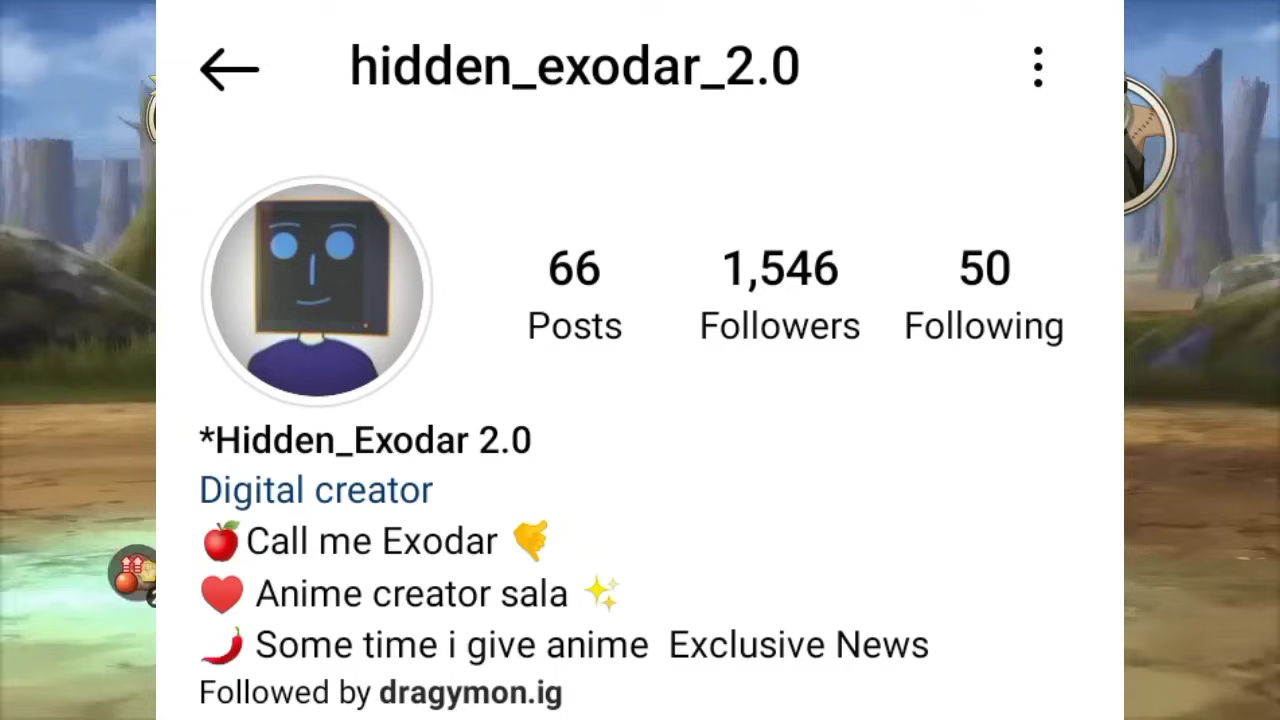 hidden_exodar_2.0
66 1,546 50
Posts Followers Following
*Hidden_Exodar 2.0
Digital creator
🍎Call me Exodar 🤙
❤️ Anime creator sala ✨
🌶️ Some time i give anime  Exclusive News
Followed by dragymon.ig